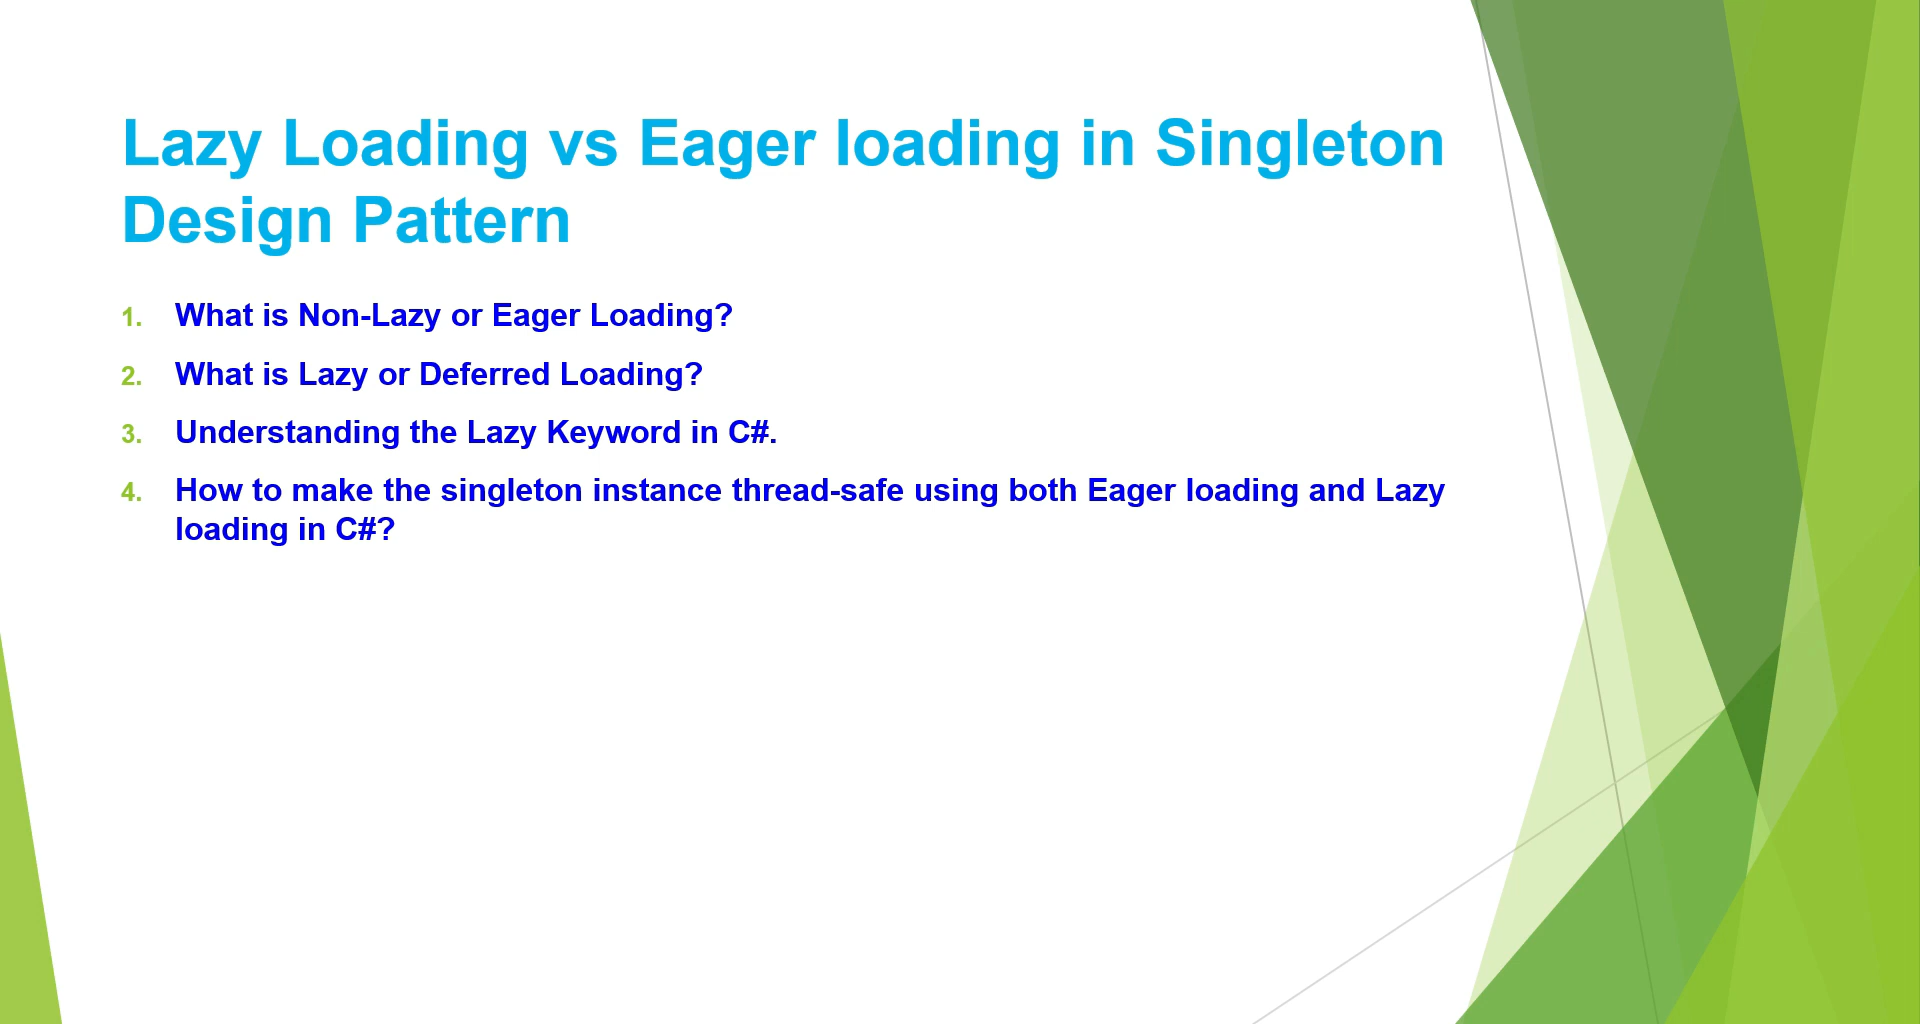 Lazy Loading vs Eager loading in Singleton
Design Pattern
1. What is Non-Lazy or Eager Loading?
2. What is Lazy or Deferred Loading?
3. Understanding the Lazy Keyword in C#.
4. How to make the singleton instance thread-safe using both Eager loading and Lazy
loading in C#?